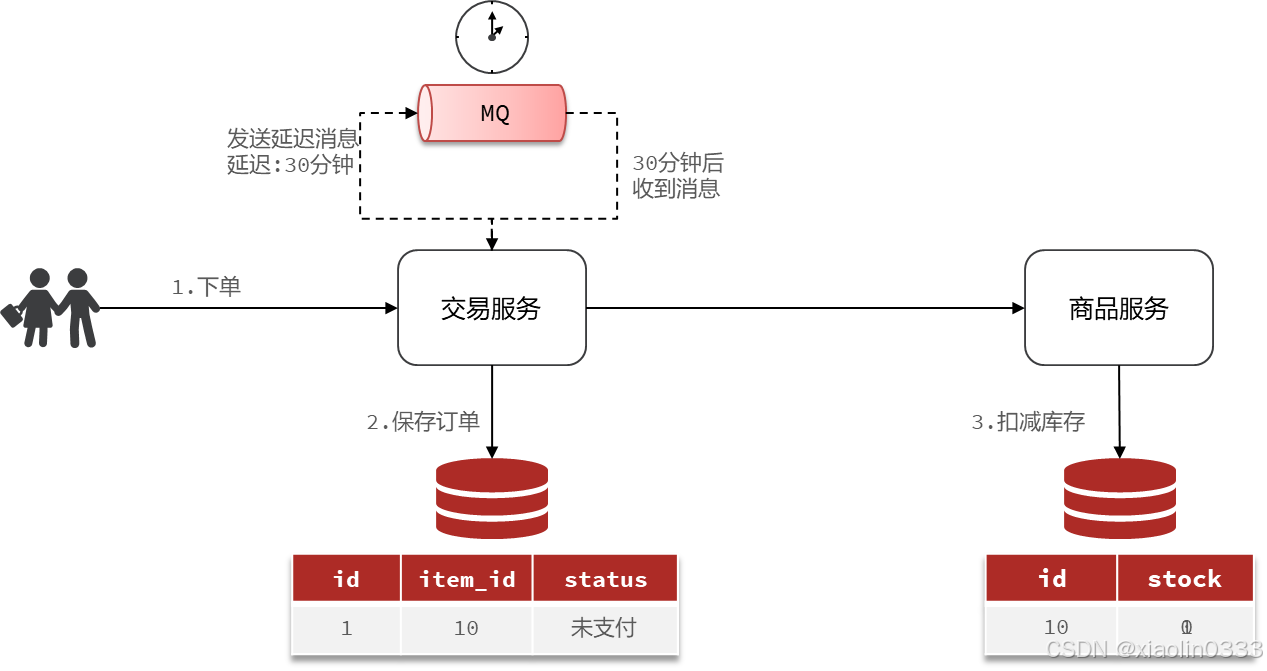 MQ
发送延迟消息
延迟:30分钟
30分钟后
收到消息
1.下单
交易服务
商品服务
2.保存订单
3.扣减库存
id item_id status
1 10 未支付
id stock
10
CSDN @xiaolin0333